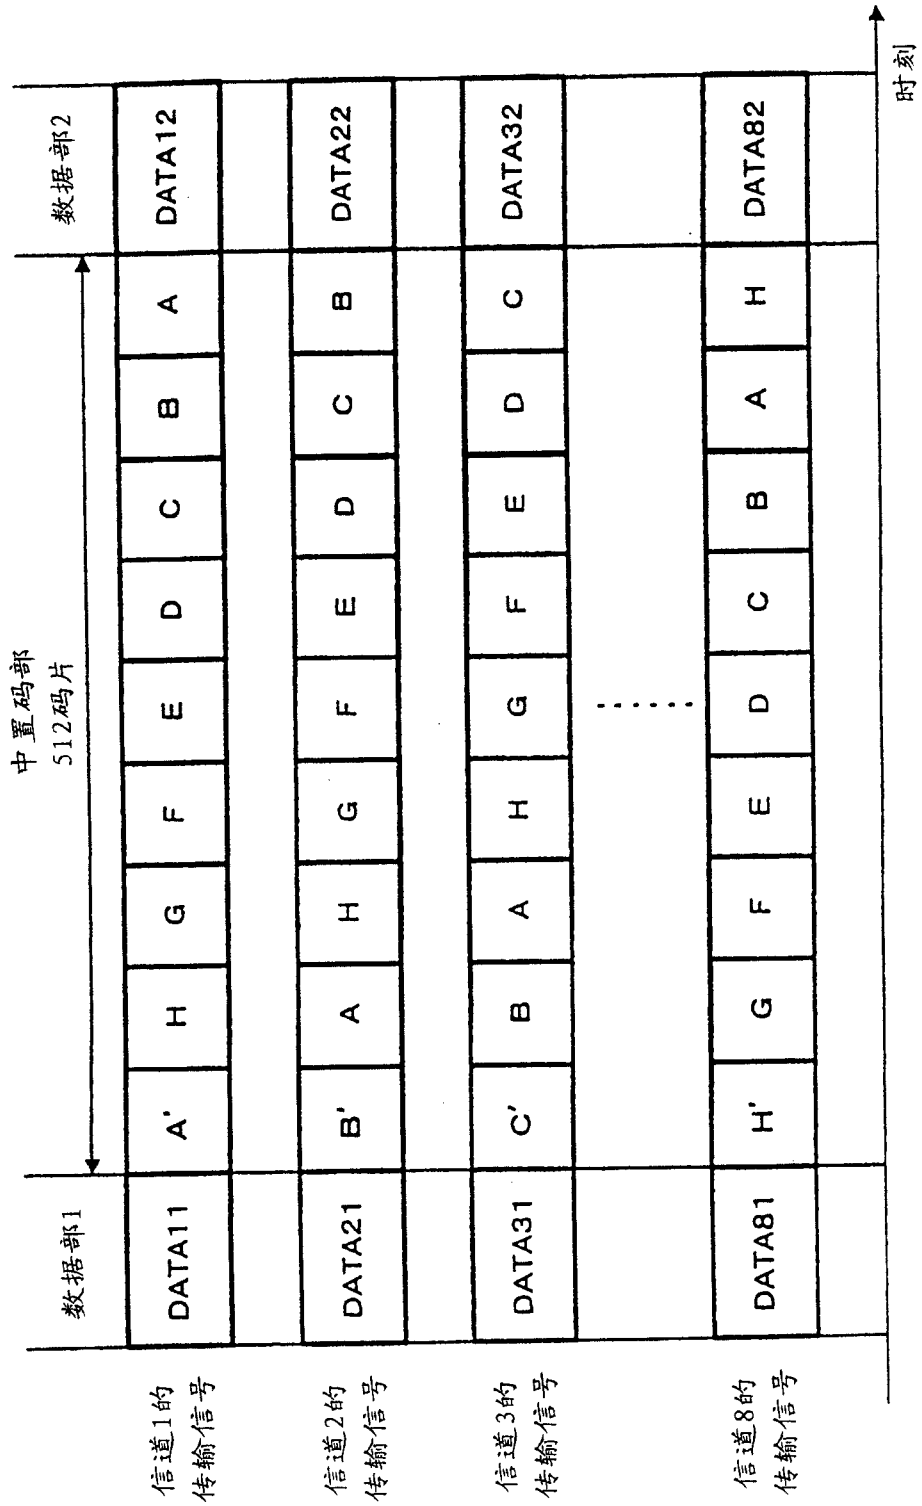 中置码部
512码片
数据部1
数据部2
信道1的
传输信号
DATA11 A' H G F E D C B A DATA12
信道2的
传输信号
DATA21 B' A H G F E D C B DATA22
信道3的
传输信号
DATA31 C' B A H G F E D C DATA32
信道8的
传输信号
DATA81 H' G F E D C B A H DATA82
时刻